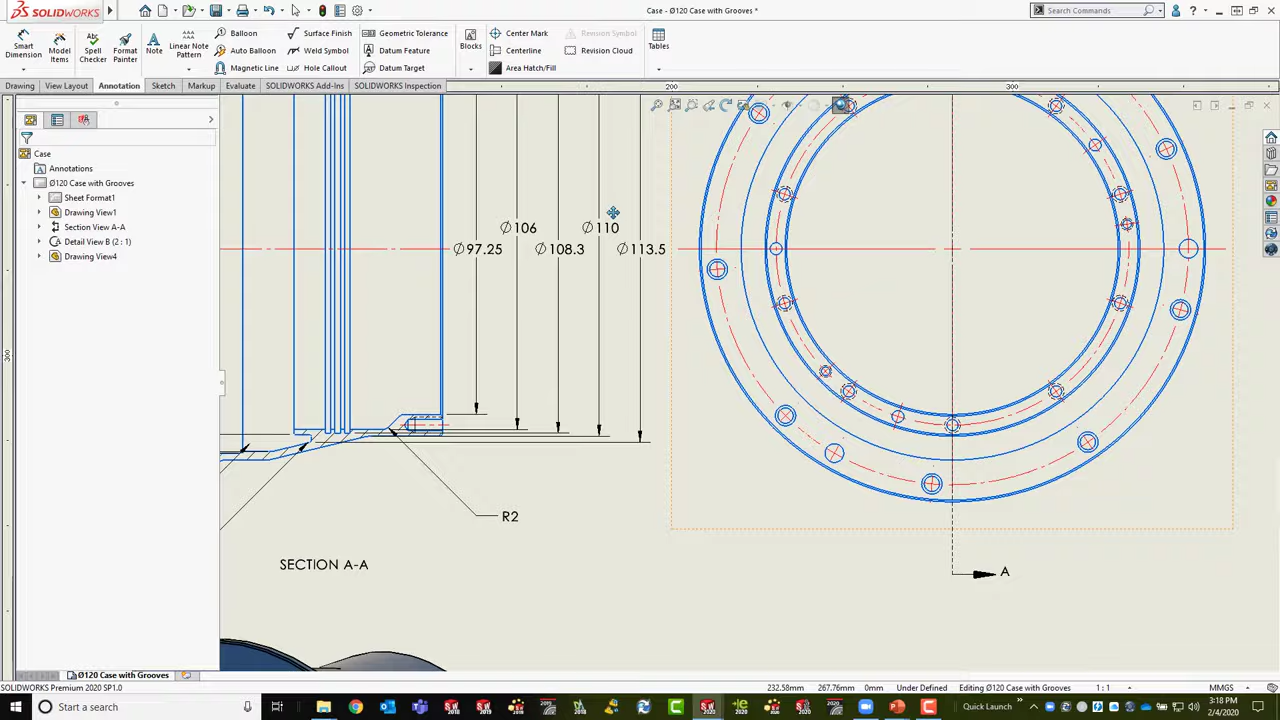 SOLIDWORKS
Case - Ø120 Case with Grooves *
Search Commands
Smart Dimension
Model Items
Spell Checker
Format Painter
Note
Linear Note Pattern
Balloon
Auto Balloon
Magnetic Line
Surface Finish
Weld Symbol
Hole Callout
Geometric Tolerance
Datum Feature
Datum Target
Blocks
Center Mark
Centerline
Area Hatch/Fill
Revision Symbol
Revision Cloud
Tables
Drawing
View Layout
Annotation
Sketch
Markup
Evaluate
SOLIDWORKS Add-Ins
SOLIDWORKS Inspection
200
300
300
Case
Annotations
Ø120 Case with Grooves
Sheet Format1
Drawing View1
Section View A-A
Detail View B (2 : 1)
Drawing View4
Ø106
Ø110
Ø97.25
Ø108.3
Ø113.5
R2
SECTION A-A
A
Ø120 Case with Grooves
SOLIDWORKS Premium 2020 SP1.0
232.58mm
267.76mm
0mm
Under Defined
Editing Ø120 Case with Grooves
1 : 1
MMGS
Start a search
Quick Launch
3:18 PM
2/4/2020